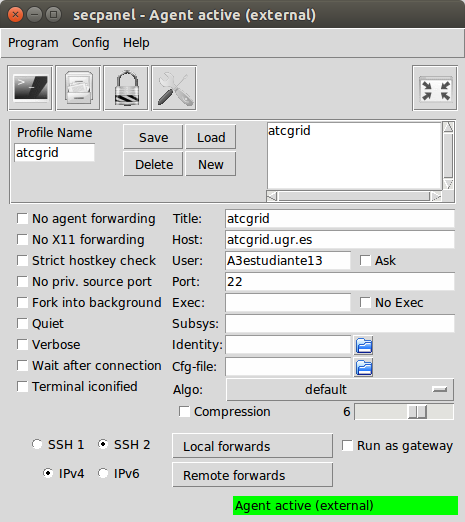 secpanel - Agent active (external)
Program Config Help
>_
Profile Name
atcgrid
Save Load
Delete New
atcgrid
No agent forwarding Title: atcgrid
No X11 forwarding Host: atcgrid.ugr.es
Strict hostkey check User: A3estudiante13 Ask
No priv. source port Port: 22
Fork into background Exec: No Exec
Quiet Subsys:
Verbose Identity:
Wait after connection Cfg-file:
Terminal iconified Algo: default
Compression 6
SSH 1 SSH 2 Local forwards Run as gateway
IPv4 IPv6 Remote forwards
Agent active (external)